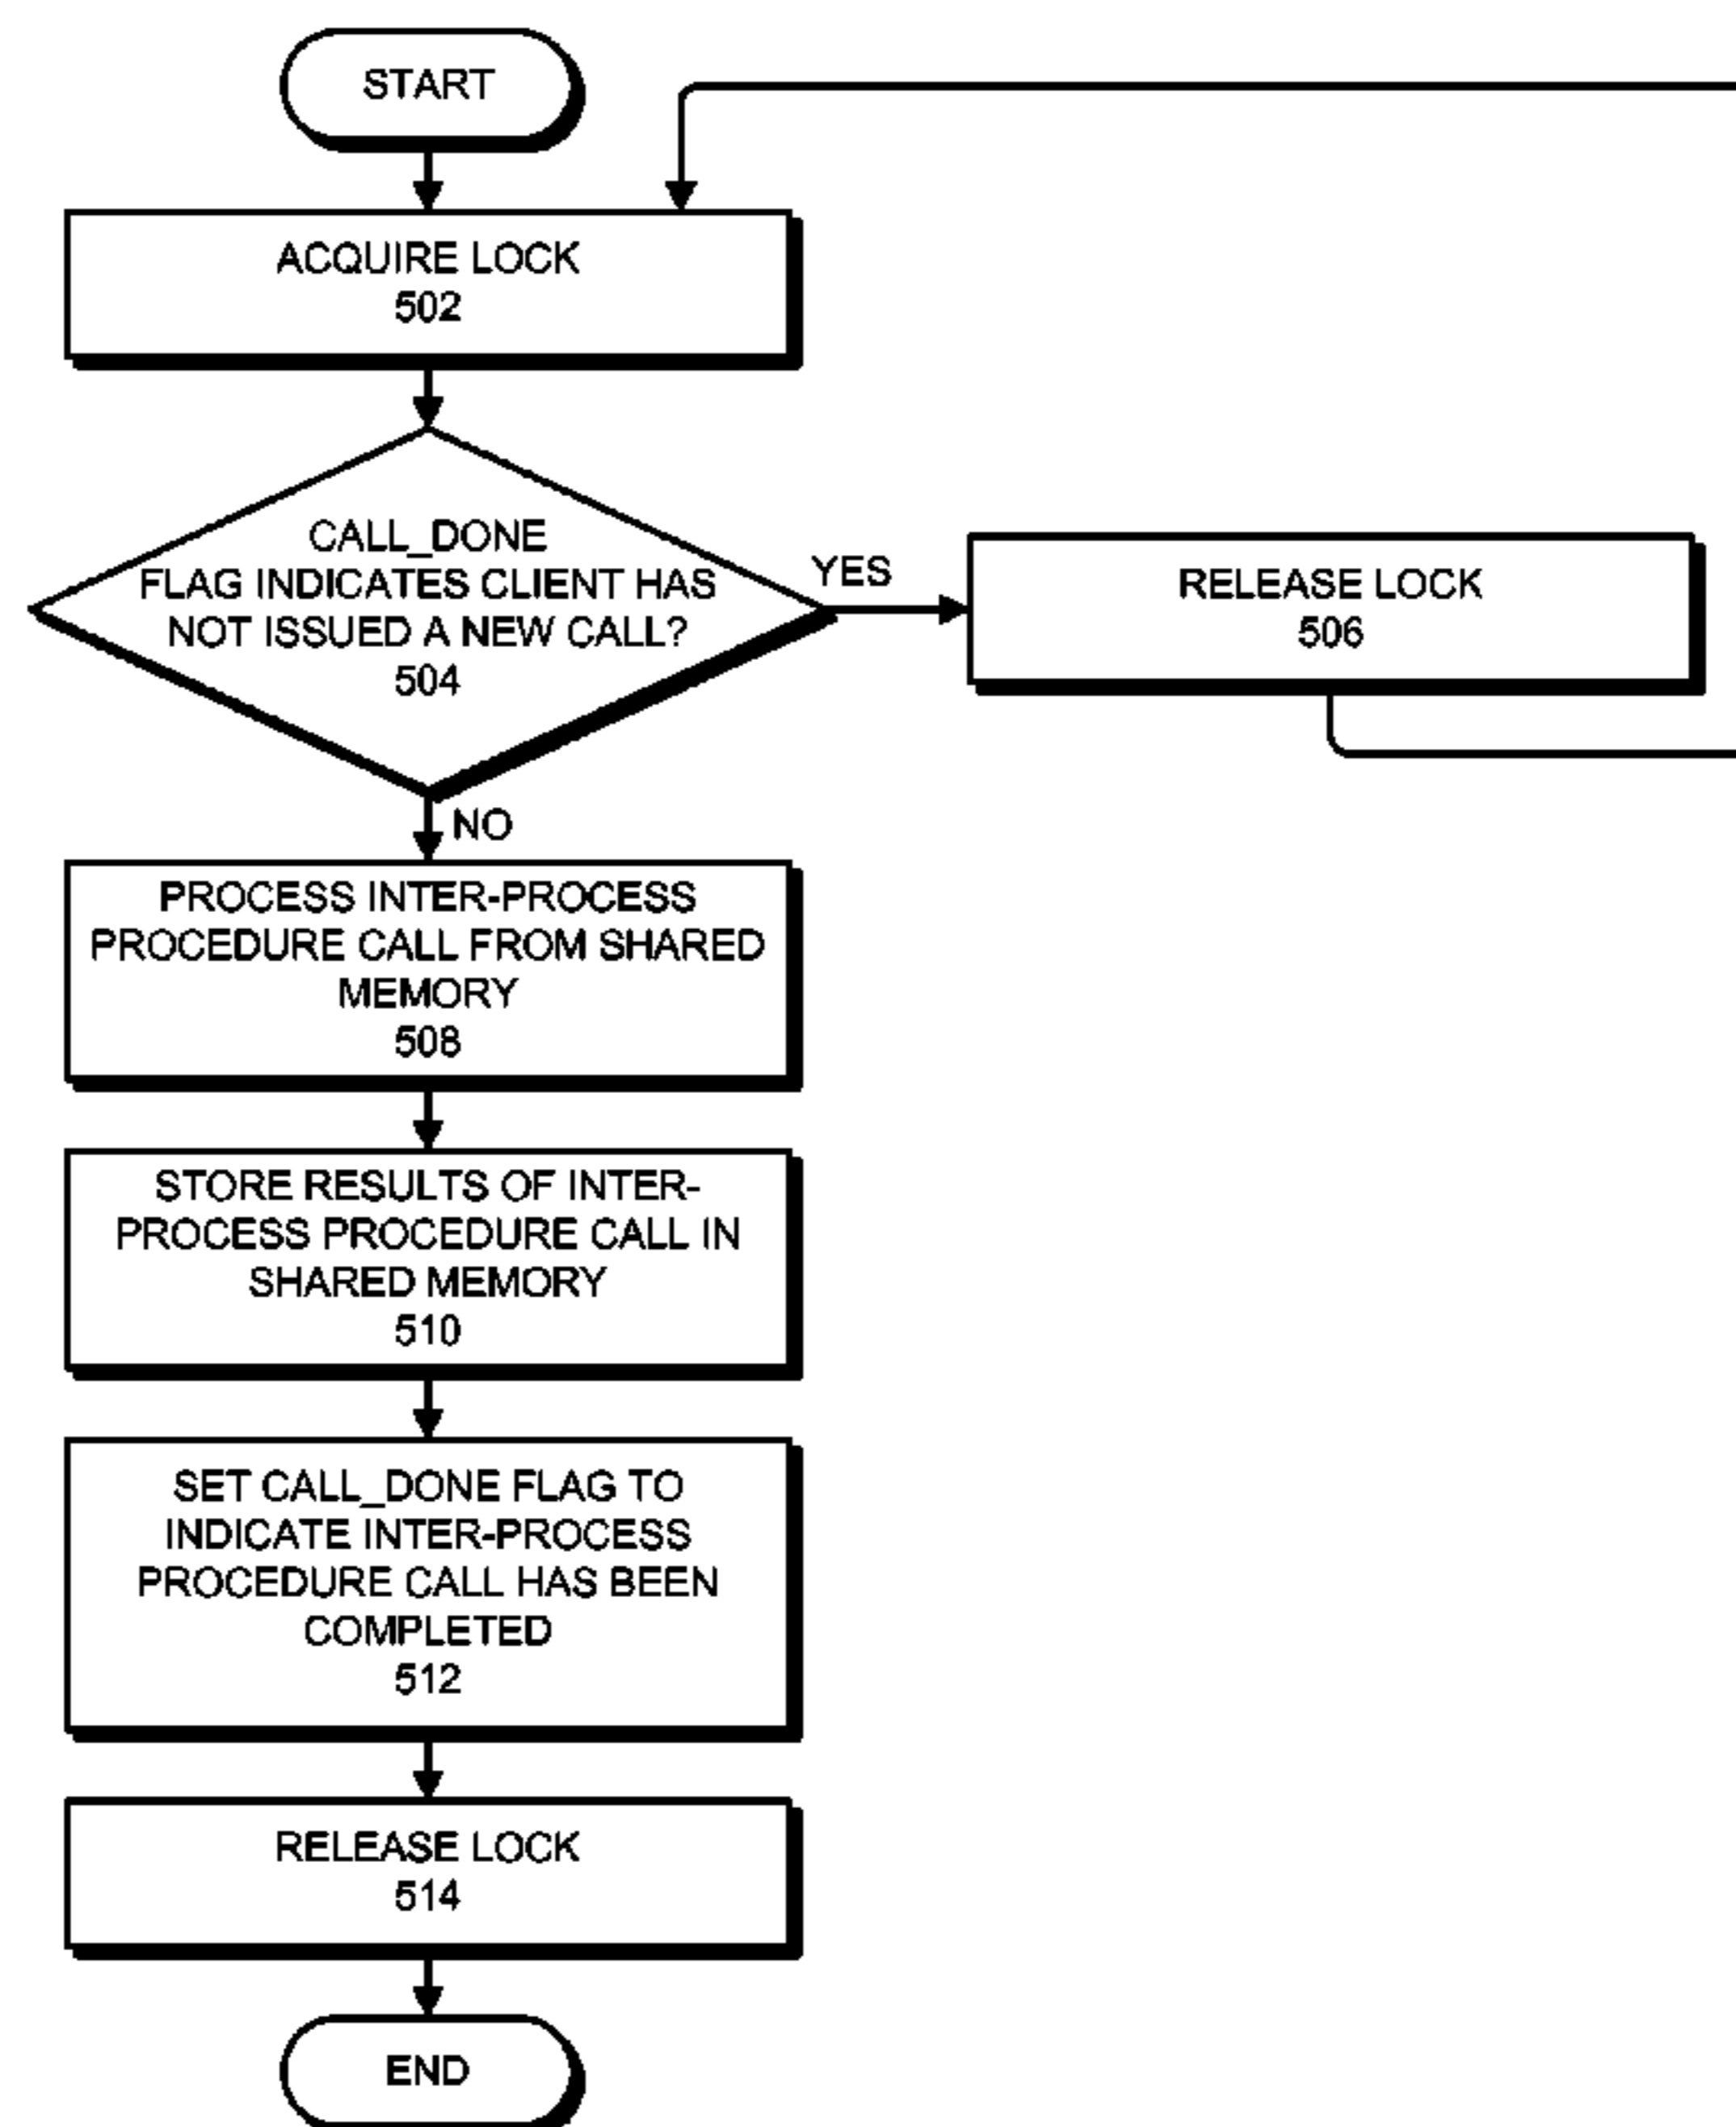 START
ACQUIRE LOCK
502
CALL_DONE
FLAG INDICATES CLIENT HAS
NOT ISSUED A NEW CALL?
504
YES
RELEASE LOCK
506
NO
PROCESS INTER-PROCESS
PROCEDURE CALL FROM SHARED
MEMORY
508
STORE RESULTS OF INTER-
PROCESS PROCEDURE CALL IN
SHARED MEMORY
510
SET CALL_DONE FLAG TO
INDICATE INTER-PROCESS
PROCEDURE CALL HAS BEEN
COMPLETED
512
RELEASE LOCK
514
END